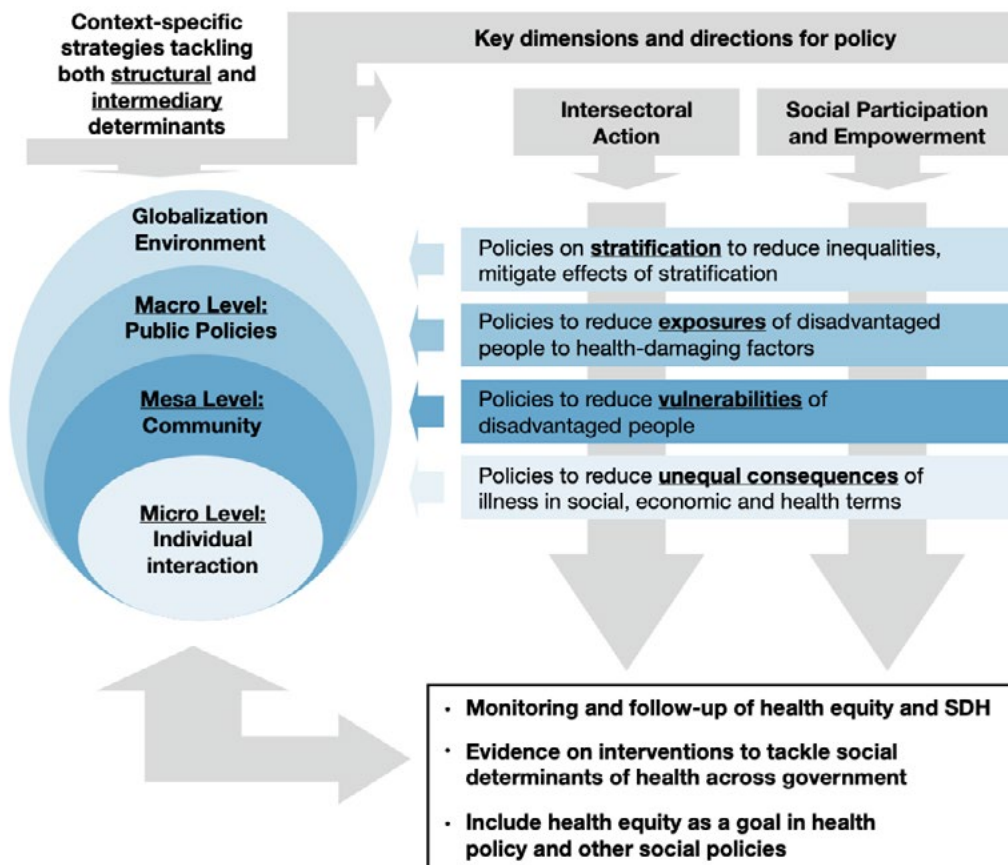 Context-specific
strategies tackling
both structural and
intermediary
determinants
Key dimensions and directions for policy
Intersectoral
Action
Social Participation
and Empowerment
Globalization
Environment
Macro Level:
Public Policies
Mesa Level:
Community
Micro Level:
Individual
interaction
Policies on stratification to reduce inequalities,
mitigate effects of stratification
Policies to reduce exposures of disadvantaged
people to health-damaging factors
Policies to reduce vulnerabilities of
disadvantaged people
Policies to reduce unequal consequences of
illness in social, economic and health terms
· Monitoring and follow-up of health equity and SDH
· Evidence on interventions to tackle social
determinants of health across government
· Include health equity as a goal in health
policy and other social policies